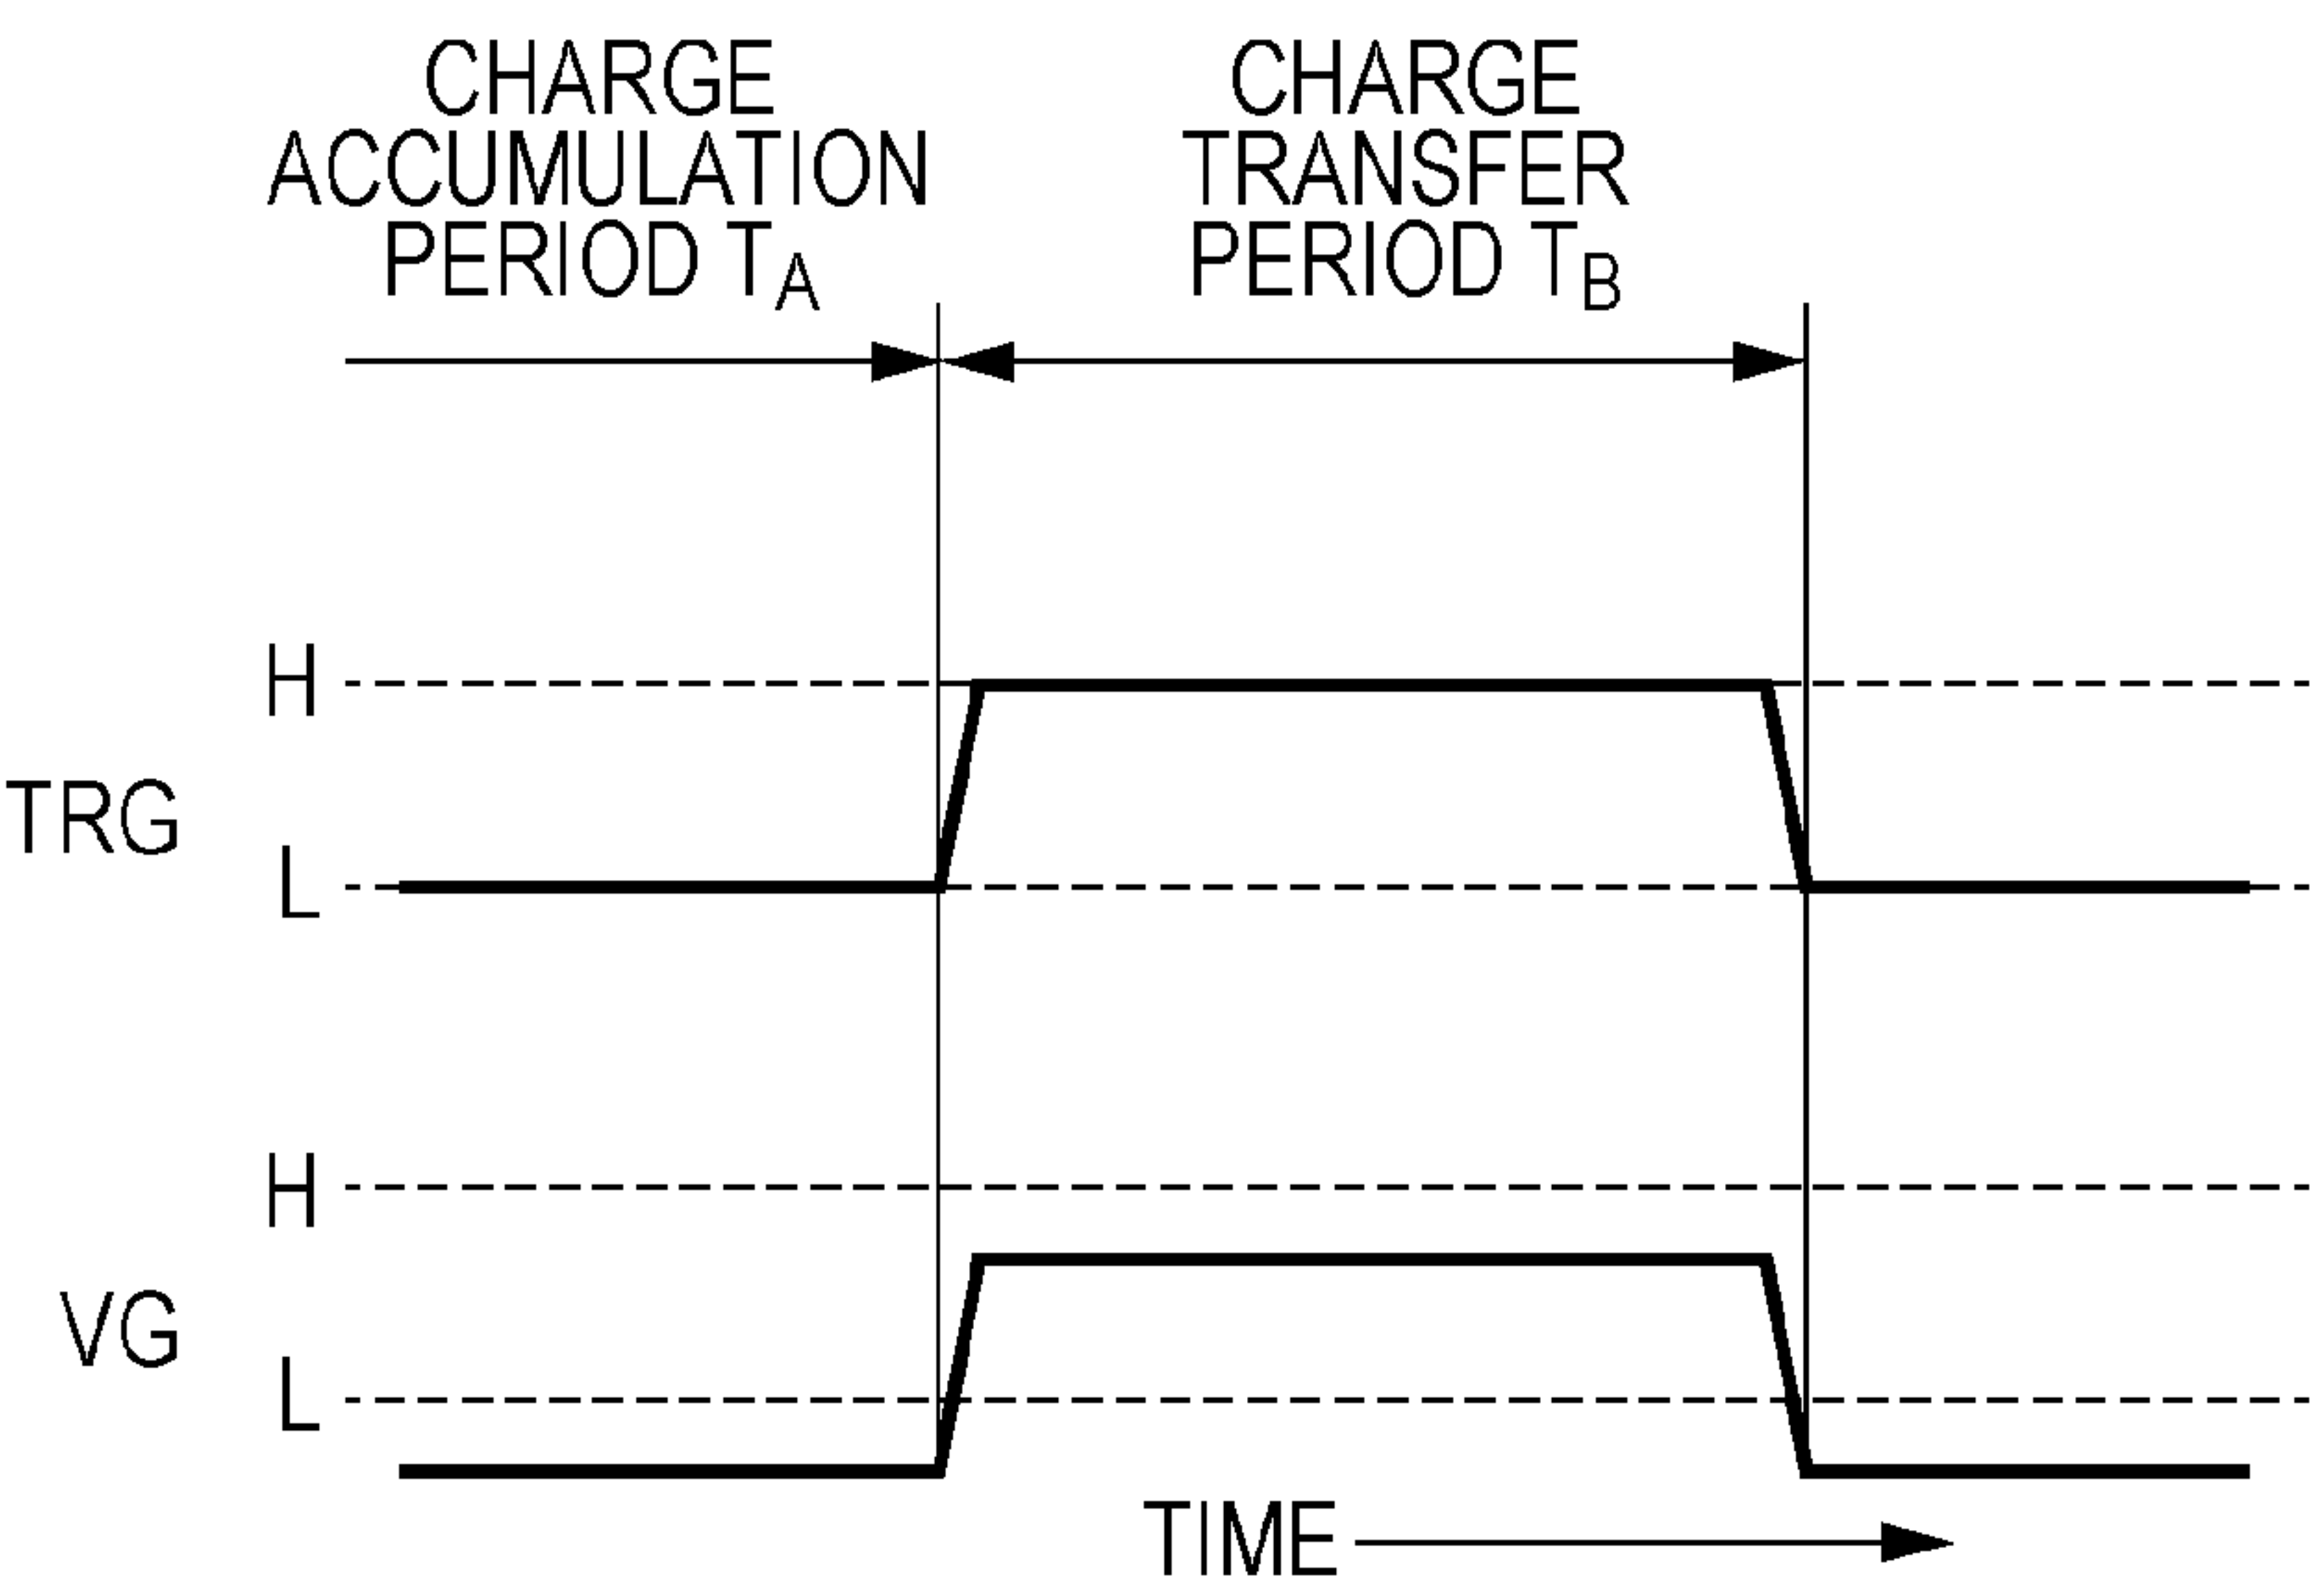 CHARGE
ACCUMULATION
PERIOD TA
CHARGE
TRANSFER
PERIOD TB
H
TRG
L
H
VG
L
TIME